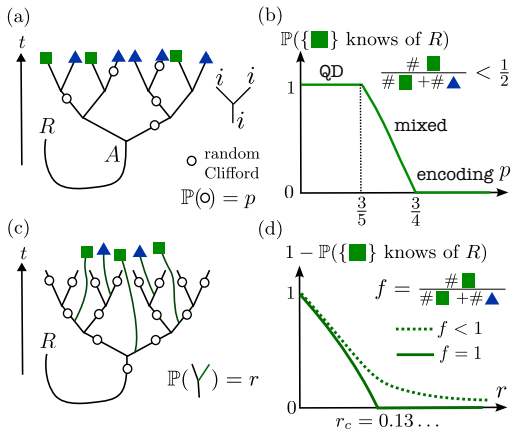 (a)
t
R
A
i i
i
random
Clifford
ℙ(○) = p
(b)
ℙ({■} knows of R)
QD
#■ / #■ + #▲ < 1/2
1
mixed
encoding
p
0
3/5
3/4
(c)
t
R
ℙ( ) = r
(d)
1 − ℙ({■} knows of R)
1
f = #■ / #■ + #▲
f < 1
f = 1
r
0
r_c = 0.13...